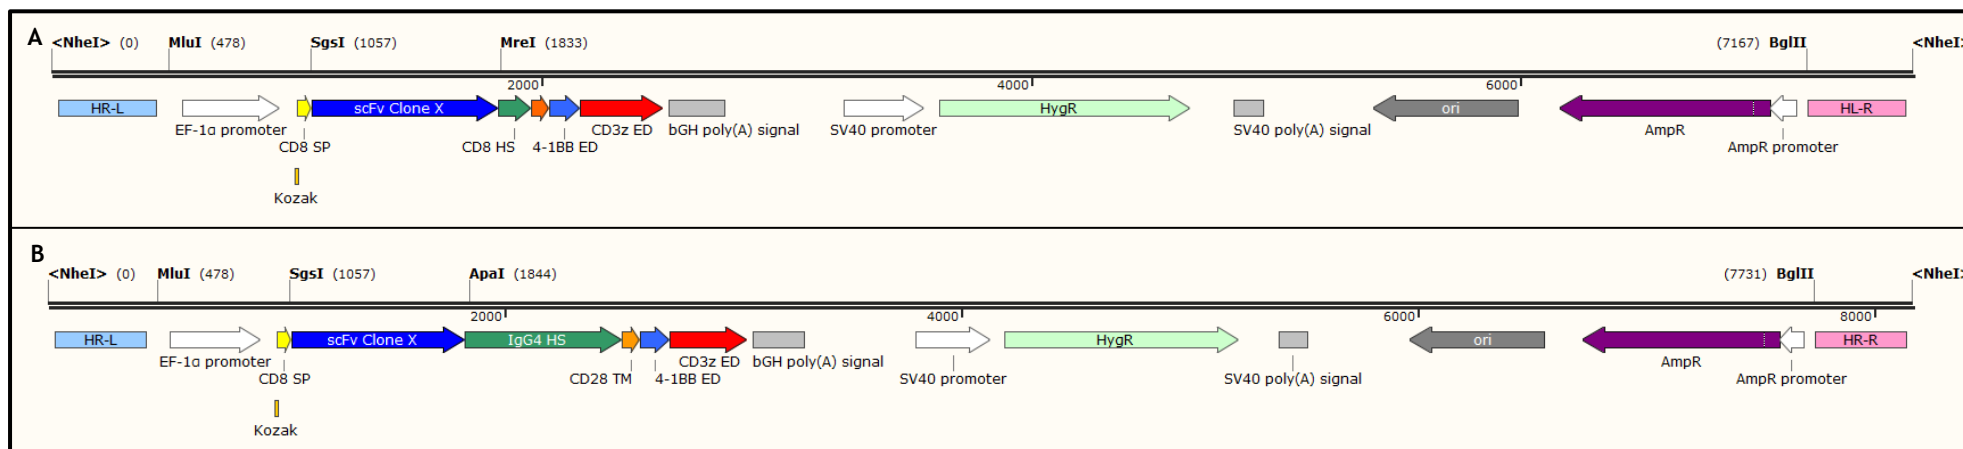 A
<NheI> (0) MluI (478) SgsI (1057) MreI (1833) (7167) BglII <NheI>
2000 4000 6000
HR-L scFv Clone X HygR ori HL-R
EF-1α promoter CD3z ED bGH poly(A) signal SV40 promoter SV40 poly(A) signal AmpR
CD8 SP CD8 HS 4-1BB ED AmpR promoter
Kozak
B
<NheI> (0) MluI (478) SgsI (1057) ApaI (1844) (7731) BglII <NheI>
2000 4000 6000 8000
HR-L scFv Clone X IgG4 HS HygR ori HR-R
EF-1α promoter CD3z ED bGH poly(A) signal AmpR
CD8 SP CD28 TM 4-1BB ED SV40 promoter SV40 poly(A) signal AmpR promoter
Kozak